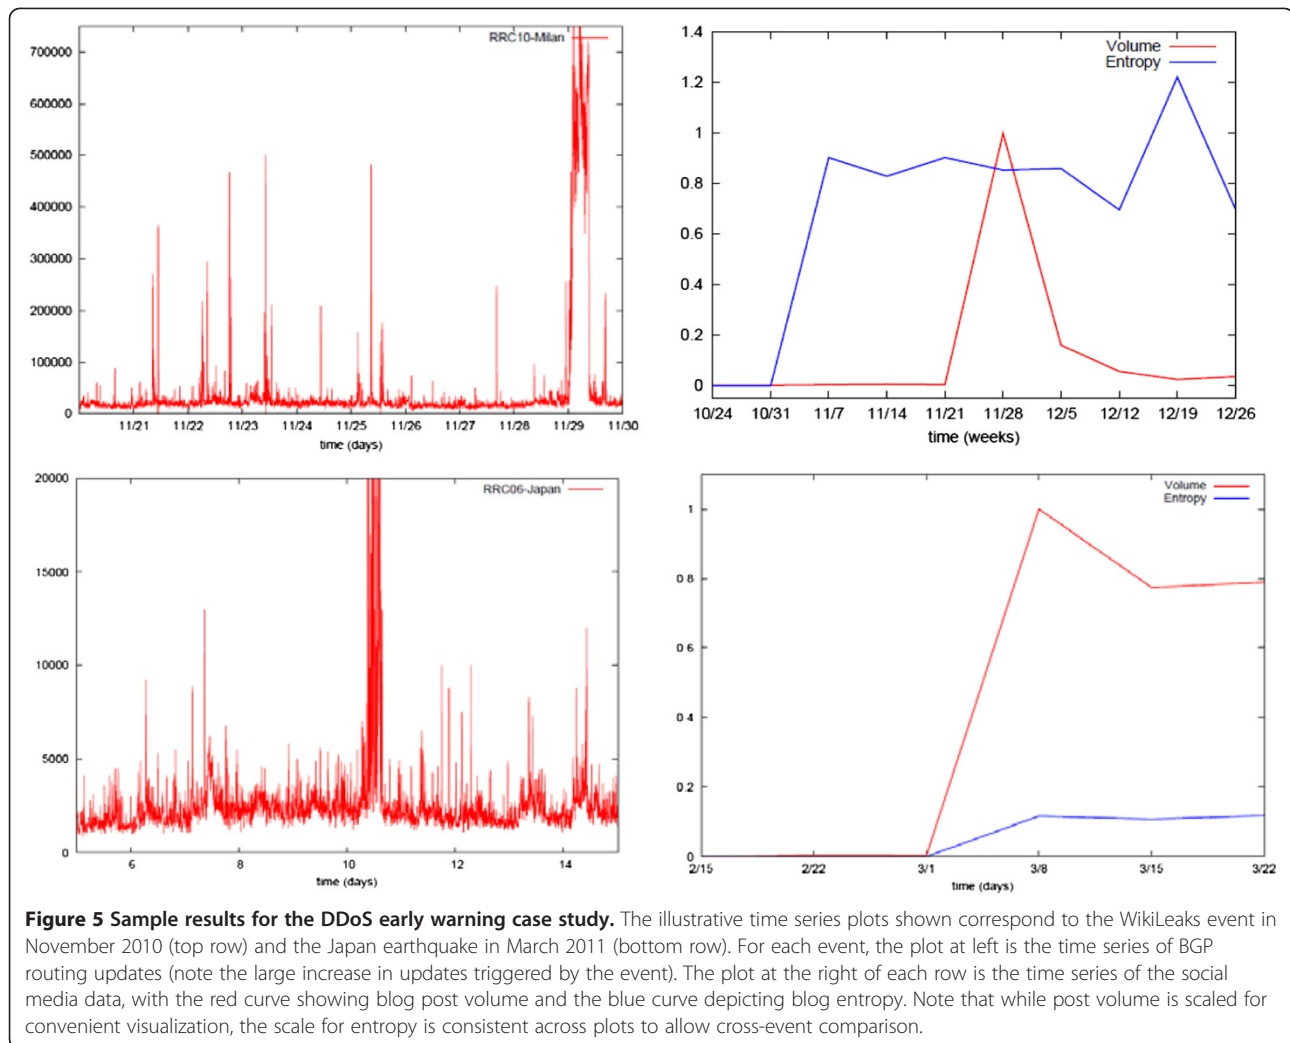 RRC10-Milan
700000
600000
500000
400000
300000
200000
100000
0
11/21 11/22 11/23 11/24 11/25 11/26 11/27 11/28 11/29 11/30
time (days)
Volume
Entropy
1.4
1.2
1
0.8
0.6
0.4
0.2
0
10/24 10/31 11/7 11/14 11/21 11/28 12/5 12/12 12/19 12/26
time (weeks)
RRC06-Japan
20000
15000
10000
5000
0
6 8 10 12 14
time (days)
Volume
Entropy
1
0 8
0 6
0 4
0.2
0
2/15 2/22 3/1 3/8 3/15 3/22
time (days)
Figure 5 Sample results for the DDoS early warning case study. The illustrative time series plots shown correspond to the WikiLeaks event in
November 2010 (top row) and the Japan earthquake in March 2011 (bottom row). For each event, the plot at left is the time series of BGP
routing updates (note the large increase in updates triggered by the event). The plot at the right of each row is the time series of the social
media data, with the red curve showing blog post volume and the blue curve depicting blog entropy. Note that while post volume is scaled for
convenient visualization, the scale for entropy is consistent across plots to allow cross-event comparison.